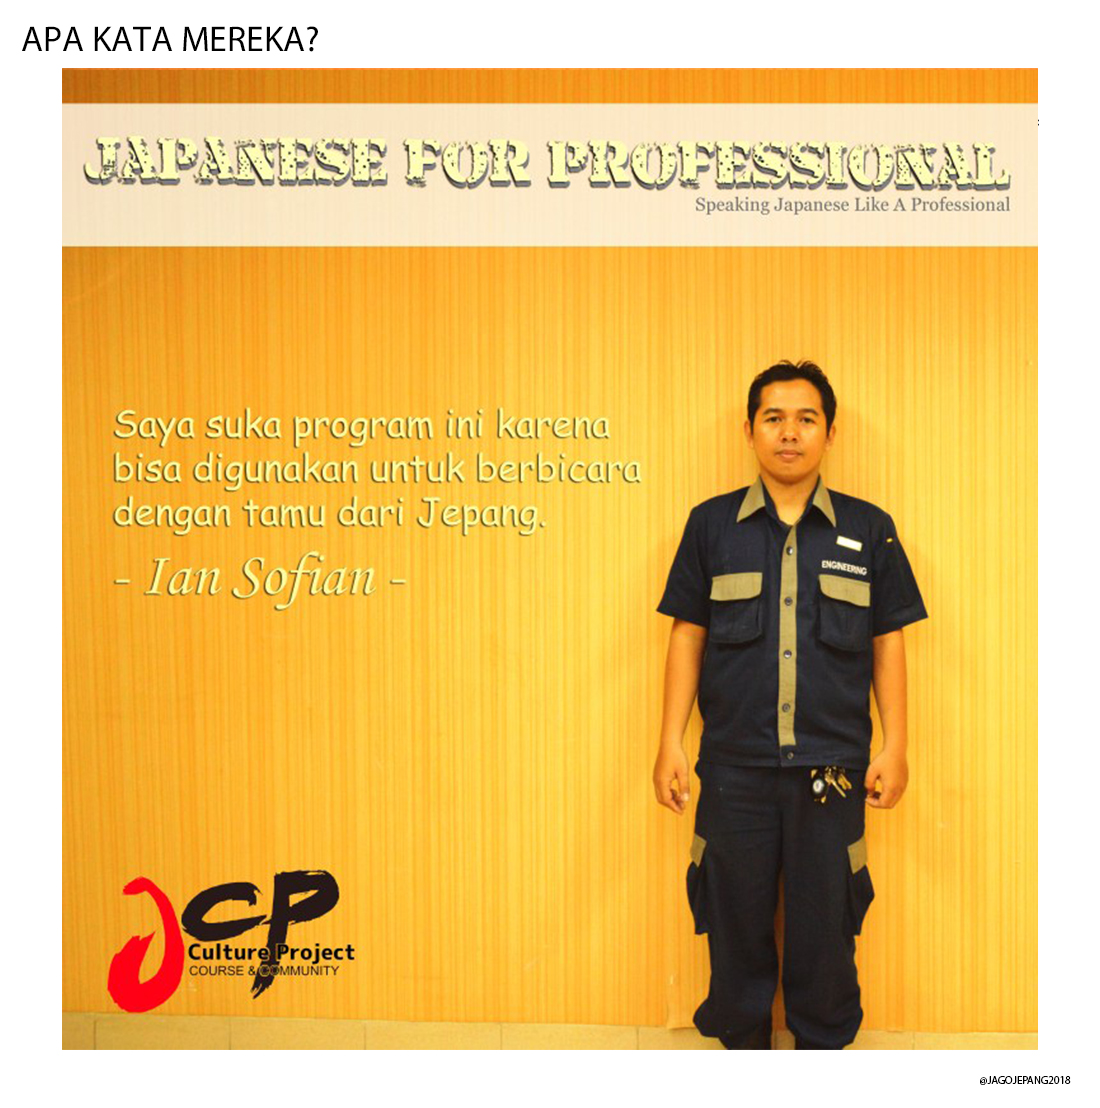 APA KATA MEREKA?
JAPANESE FOR PROFESSIONAL
Speaking Japanese Like A Professional
Saya suka program ini karena
bisa digunakan untuk berbicara
dengan tamu dari Jepang.
- Ian Sofian -
ENGINEERING
JCP
Culture Project
COURSE & COMMUNITY
@JAGOJEPANG2018